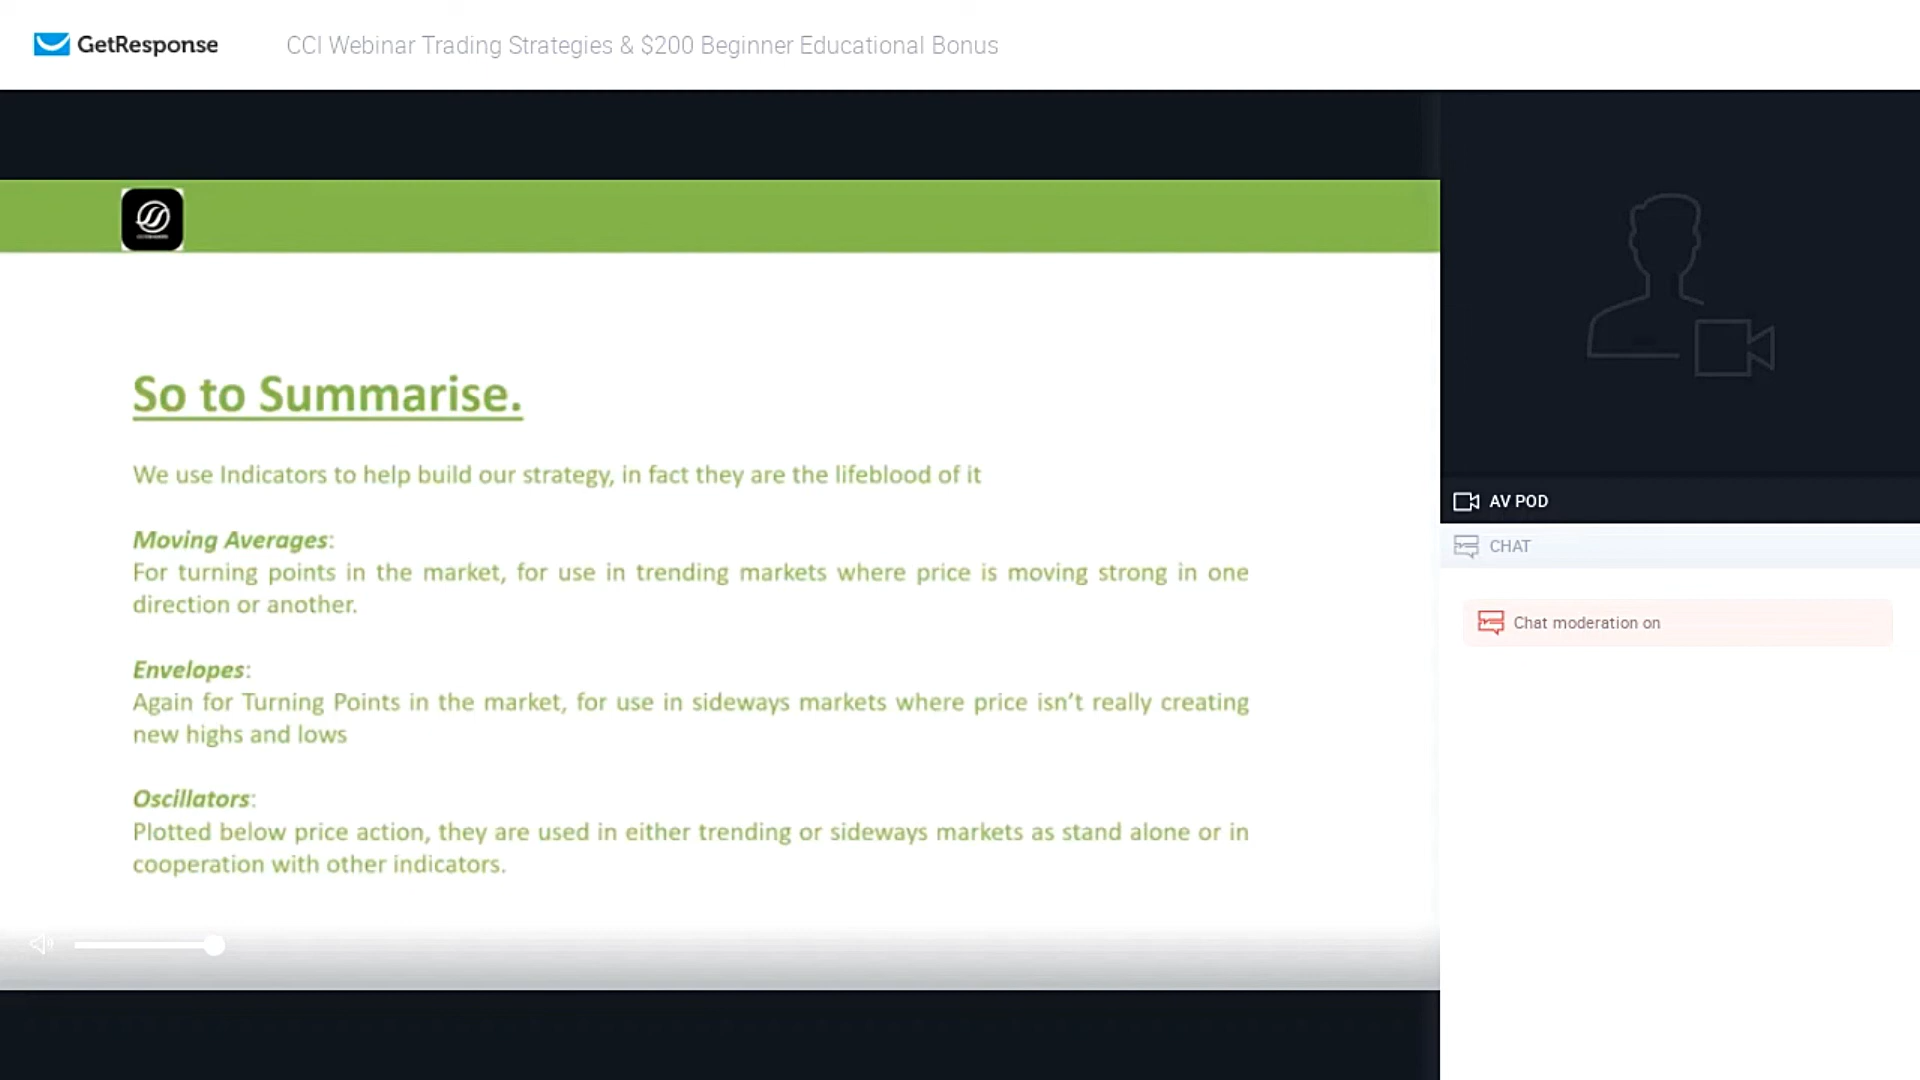 GetResponse
CCI Webinar Trading Strategies & $200 Beginner Educational Bonus
So to Summarise.
We use Indicators to help build our strategy, in fact they are the lifeblood of it
Moving Averages:
For turning points in the market, for use in trending markets where price is moving strong in one
direction or another.
Envelopes:
Again for Turning Points in the market, for use in sideways markets where price isn’t really creating
new highs and lows
Oscillators:
Plotted below price action, they are used in either trending or sideways markets as stand alone or in
cooperation with other indicators.
AV POD
CHAT
Chat moderation on